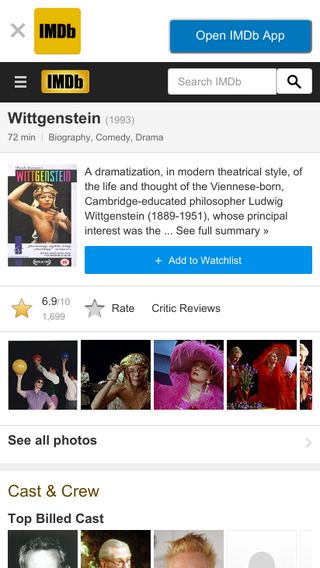 IMDb
Open IMDb App
IMDb
Search IMDb
Wittgenstein (1993)
72 min | Biography, Comedy, Drama
WITTGENSTEIN
A dramatization, in modern theatrical style, of
the life and thought of the Viennese-born,
Cambridge-educated philosopher Ludwig
Wittgenstein (1889-1951), whose principal
interest was the ... See full summary »
+ Add to Watchlist
6.9/10
1,699
Rate
Critic Reviews
See all photos
Cast & Crew
Top Billed Cast